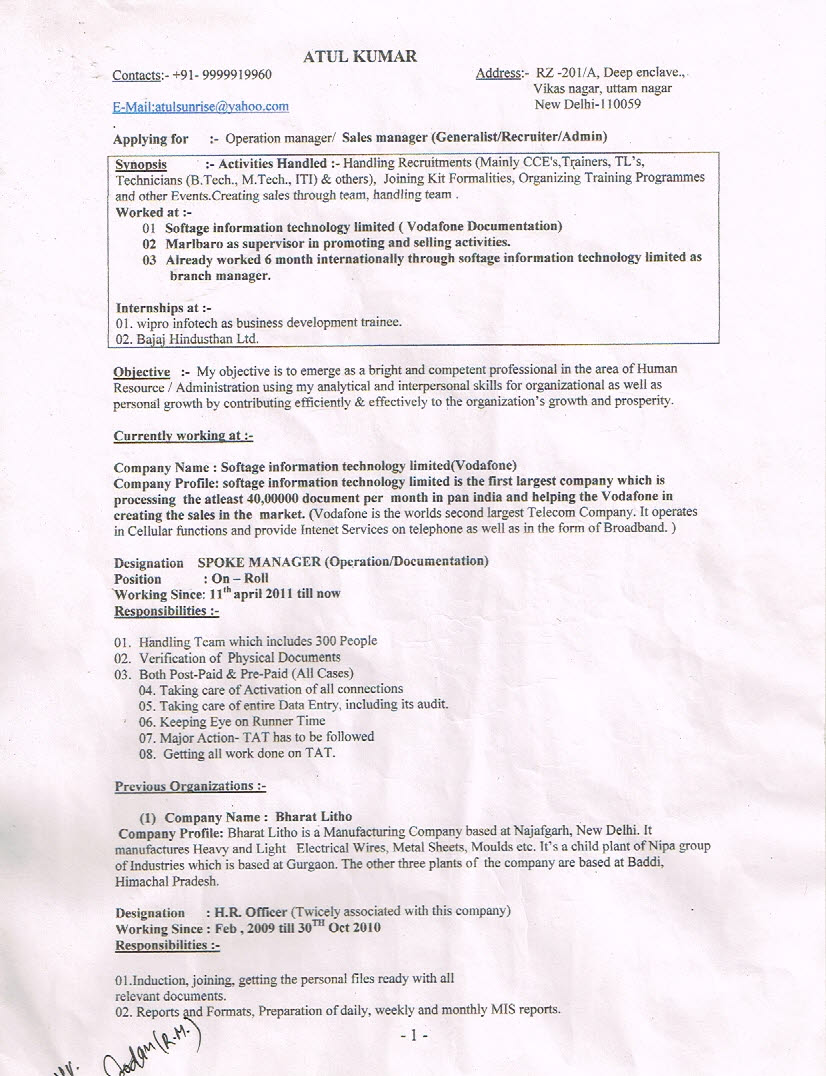 ATUL KUMAR
Contacts:- +91- 9999919960 Address:- RZ -201/A, Deep enclave.,
Vikas nagar, uttam nagar
E-Mail:atulsunrise@yahoo.com New Delhi-110059
Applying for :- Operation manager/ Sales manager (Generalist/Recruiter/Admin)
Synopsis :- Activities Handled :- Handling Recruitments (Mainly CCE's,Trainers, TL's,
Technicians (B.Tech., M.Tech., ITI) & others), Joining Kit Formalities, Organizing Training Programmes
and other Events.Creating sales through team, handling team .
Worked at :-
01 Softage information technology limited ( Vodafone Documentation)
02 Marlbaro as supervisor in promoting and selling activities.
03 Already worked 6 month internationally through softage information technology limited as
branch manager.
Internships at :-
01. wipro infotech as business development trainee.
02. Bajaj Hindusthan Ltd.
Objective :- My objective is to emerge as a bright and competent professional in the area of Human
Resource / Administration using my analytical and interpersonal skills for organizational as well as
personal growth by contributing efficiently & effectively to the organization's growth and prosperity.
Currently working at :-
Company Name : Softage information technology limited(Vodafone)
Company Profile: softage information technology limited is the first largest company which is
processing the atleast 40,00000 document per month in pan india and helping the Vodafone in
creating the sales in the market. (Vodafone is the worlds second largest Telecom Company. It operates
in Cellular functions and provide Intenet Services on telephone as well as in the form of Broadband. )
Designation SPOKE MANAGER (Operation/Documentation)
Position : On – Roll
Working Since: 11th april 2011 till now
Responsibilities :-
01. Handling Team which includes 300 People
02. Verification of Physical Documents
03. Both Post-Paid & Pre-Paid (All Cases)
04. Taking care of Activation of all connections
05. Taking care of entire Data Entry, including its audit.
06. Keeping Eye on Runner Time
07. Major Action- TAT has to be followed
08. Getting all work done on TAT.
Previous Organizations :-
(1) Company Name : Bharat Litho
Company Profile: Bharat Litho is a Manufacturing Company based at Najafgarh, New Delhi. It
manufactures Heavy and Light Electrical Wires, Metal Sheets, Moulds etc. It's a child plant of Nipa group
of Industries which is based at Gurgaon. The other three plants of the company are based at Baddi,
Himachal Pradesh.
Designation : H.R. Officer (Twicely associated with this company)
Working Since : Feb , 2009 till 30TH Oct 2010
Responsibilities :-
01.Induction, joining, getting the personal files ready with all
relevant documents.
02. Reports and Formats, Preparation of daily, weekly and monthly MIS reports.
- 1 -
(R.M.)